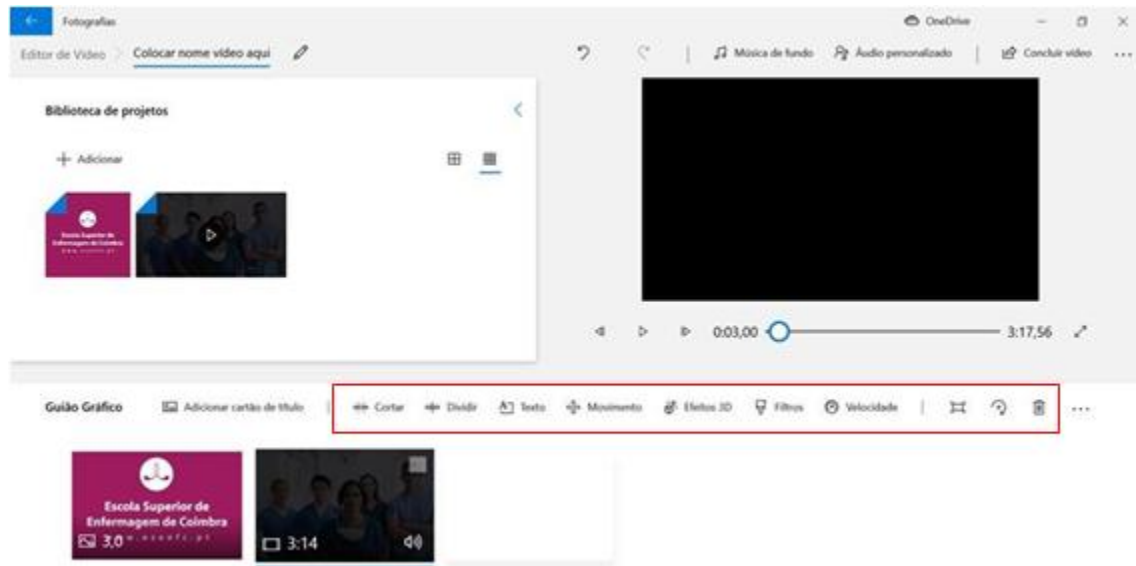 Fotografias
OneDrive
Editor de Vídeo
Colocar nome vídeo aqui
Música de fundo
Áudio personalizado
Concluir vídeo
Biblioteca de projetos
Adicionar
Escola Superior de
Enfermagem de Coimbra
0:03,00
3:17,56
Guião Gráfico
Adicionar cartão de título
Cortar
Dividir
Texto
Movimento
Efeitos 3D
Filtros
Velocidade
Escola Superior de
Enfermagem de Coimbra
3,0
3:14